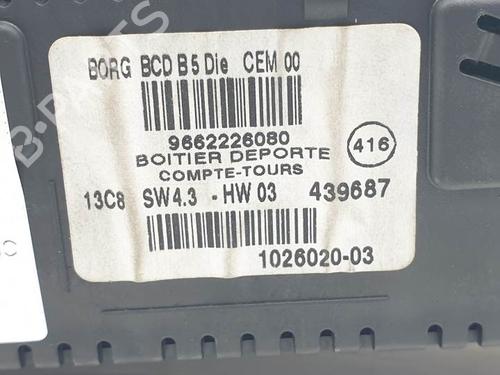 BORG BCD B5 Die CEM 00
9662226080
BOITIER DEPORTE
COMPTE-TOURS
416
13C8 SW4.3 - HW 03 439687
1026020-03
B-PARTS